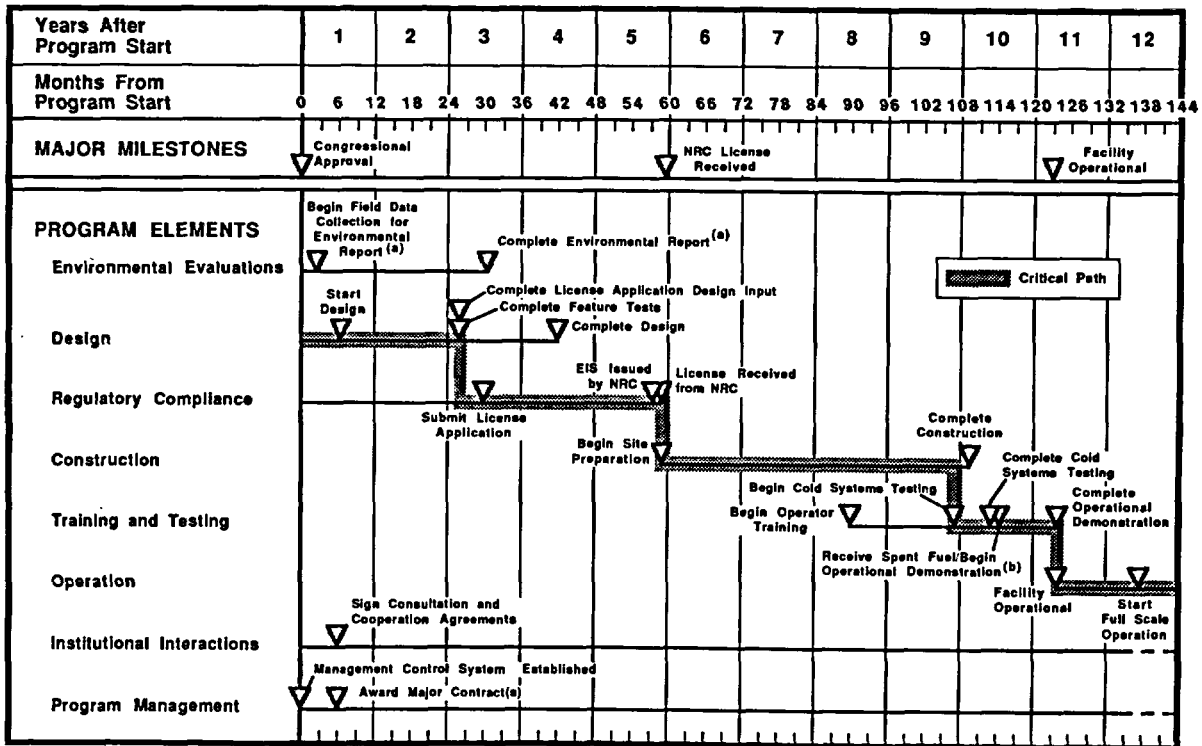 Years After
Program Start
1 2 3 4 5 6 7 8 9 10 11 12
Months From
Program Start
0 6 12 18 24 30 36 42 48 54 60 66 72 78 84 90 96 102 108 114 120 126 132 138 144
MAJOR MILESTONES
Congressional
Approval
NRC License
Received
Facility
Operational
PROGRAM ELEMENTS
Begin Field Data
Collection for
Environmental
Report (a)
Complete Environmental Report (a)
Environmental Evaluations
Critical Path
Start
Design
Complete License Application Design Input
Complete Feature Tests
Complete Design
Design
EIS Issued
by NRC
License Received
from NRC
Regulatory Compliance
Submit License
Application
Begin Site
Preparation
Complete
Construction
Construction
Complete Cold
Systems Testing
Begin Cold Systems Testing
Begin Operator
Training
Complete
Operational
Demonstration
Training and Testing
Receive Spent Fuel/Begin
Operational Demonstration (b)
Operation
Facility
Operational
Start
Full Scale
Operation
Sign Consultation and
Cooperation Agreements
Institutional Interactions
Management Control System Established
Award Major Contract(s)
Program Management